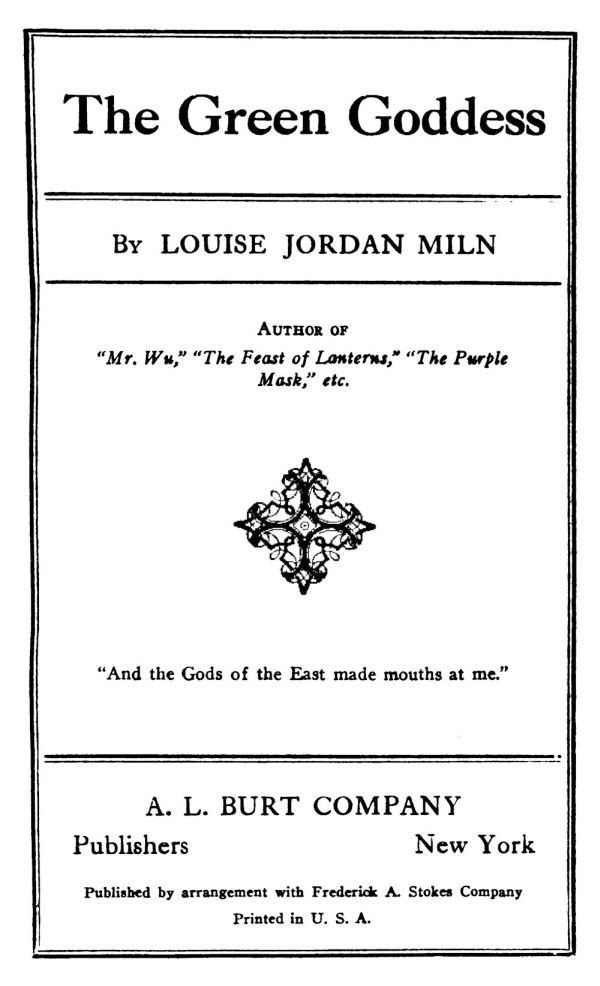 The Green Goddess
By LOUISE JORDAN MILN
Author of
“Mr. Wu,” “The Feast of Lanterns,” “The Purple
Mask,” etc.
“And the Gods of the East made mouths at me.”
A. L. BURT COMPANY
Publishers New York
Published by arrangement with Frederick A. Stokes Company
Printed in U. S. A.